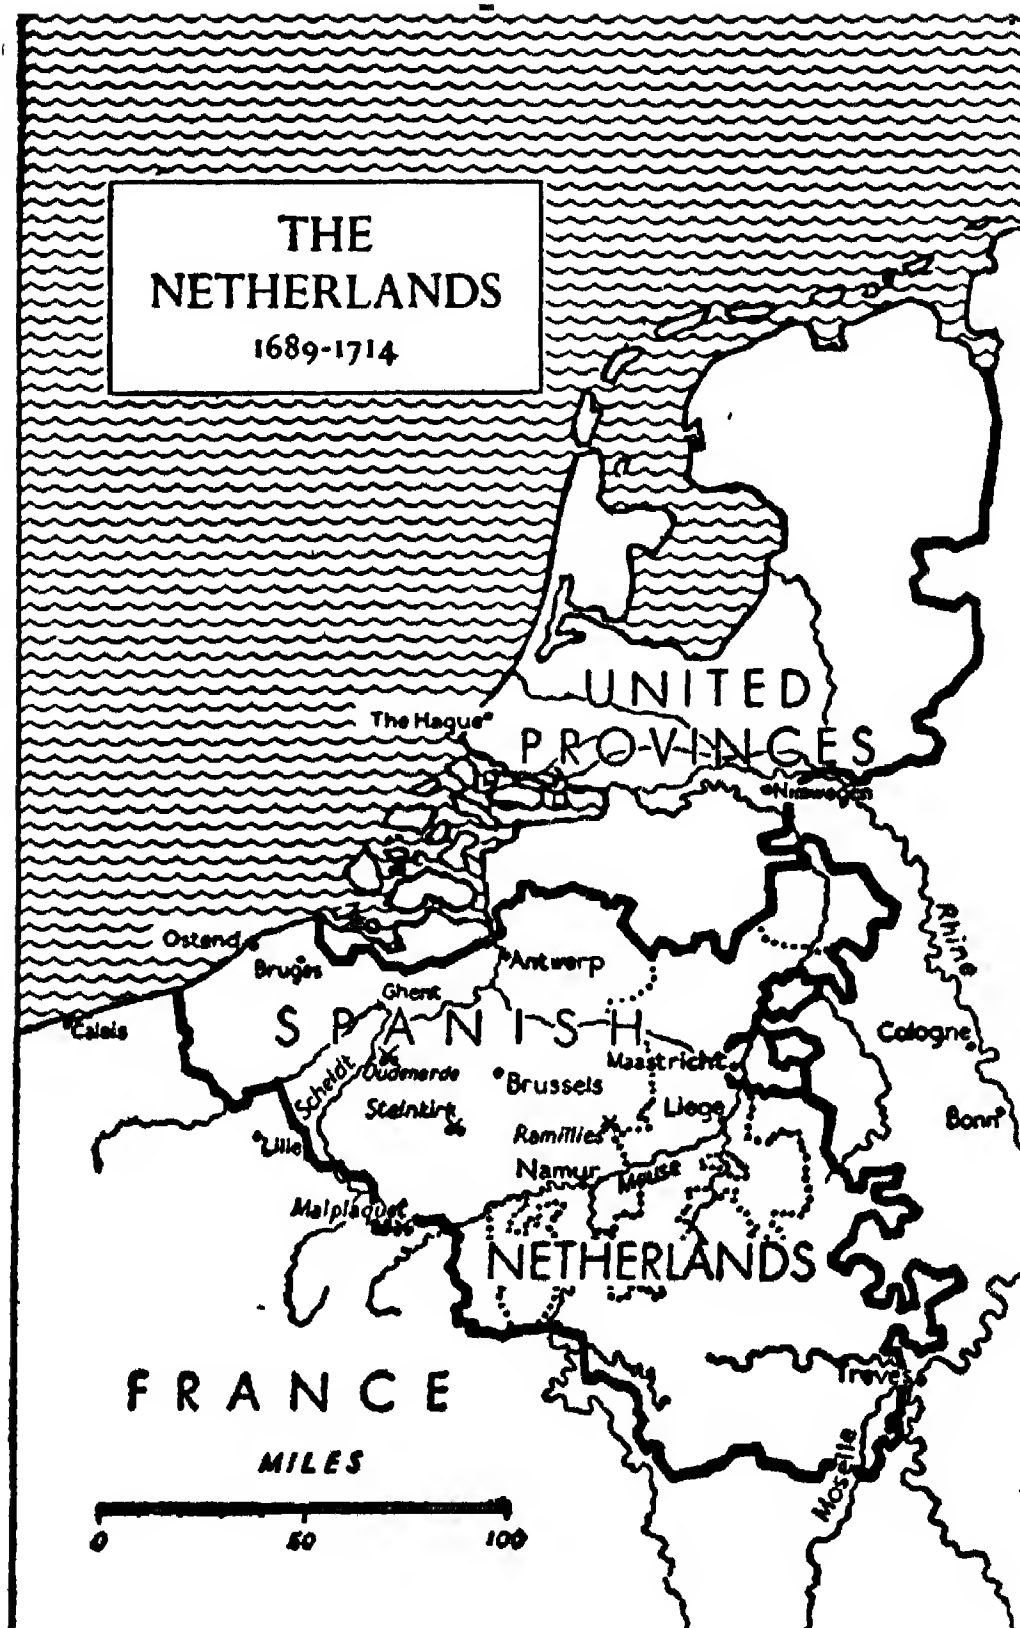 THE
NETHERLANDS
1689-1714
UNITED
PROVINCES
The Hague
Nimwegen
Rhine
Ostend
Bruges
Antwerp
Ghent
SPANISH
Calais
Cologne
Maastricht
Scheldt
Oudenarde
Brussels
Steinkirk
Liege
Bonn
Lille
Ramillies
Namur
Meuse
Malplaquet
NETHERLANDS
Treves
FRANCE
MILES
Moselle
0 50 100